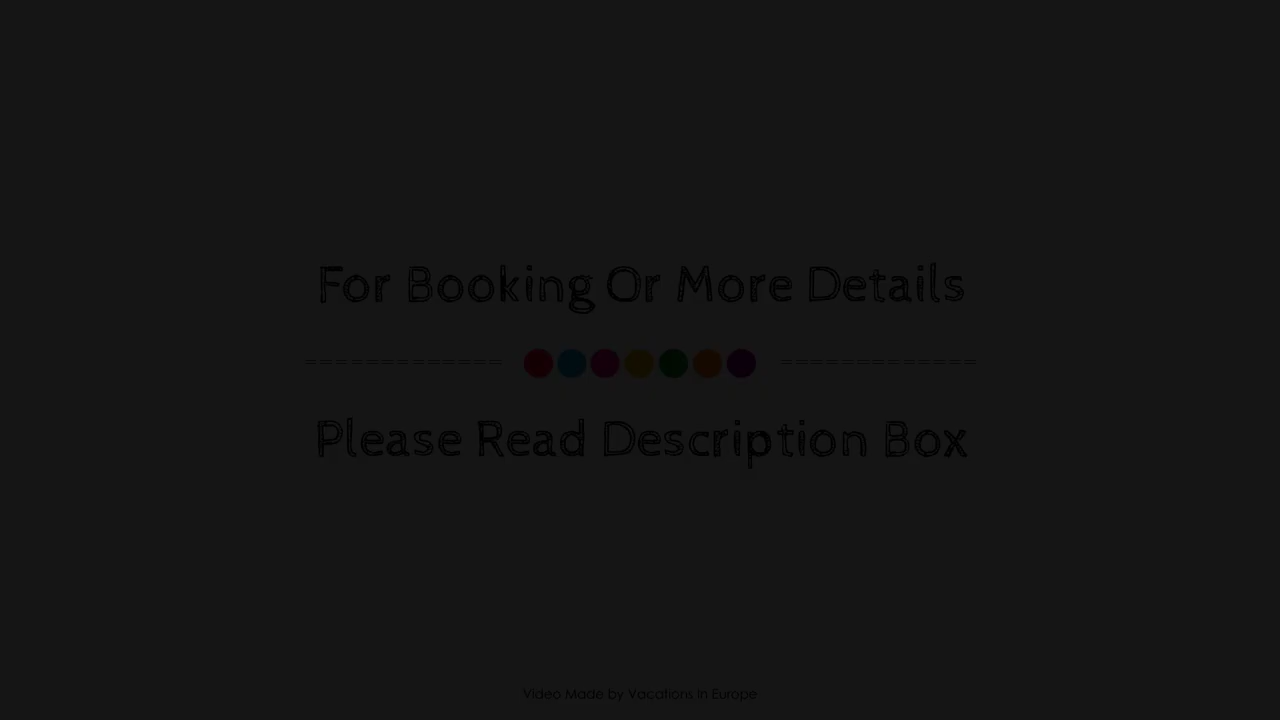 For Booking Or More Details
============= =============
Please Read Description Box
Video Made by Vacations In Europe